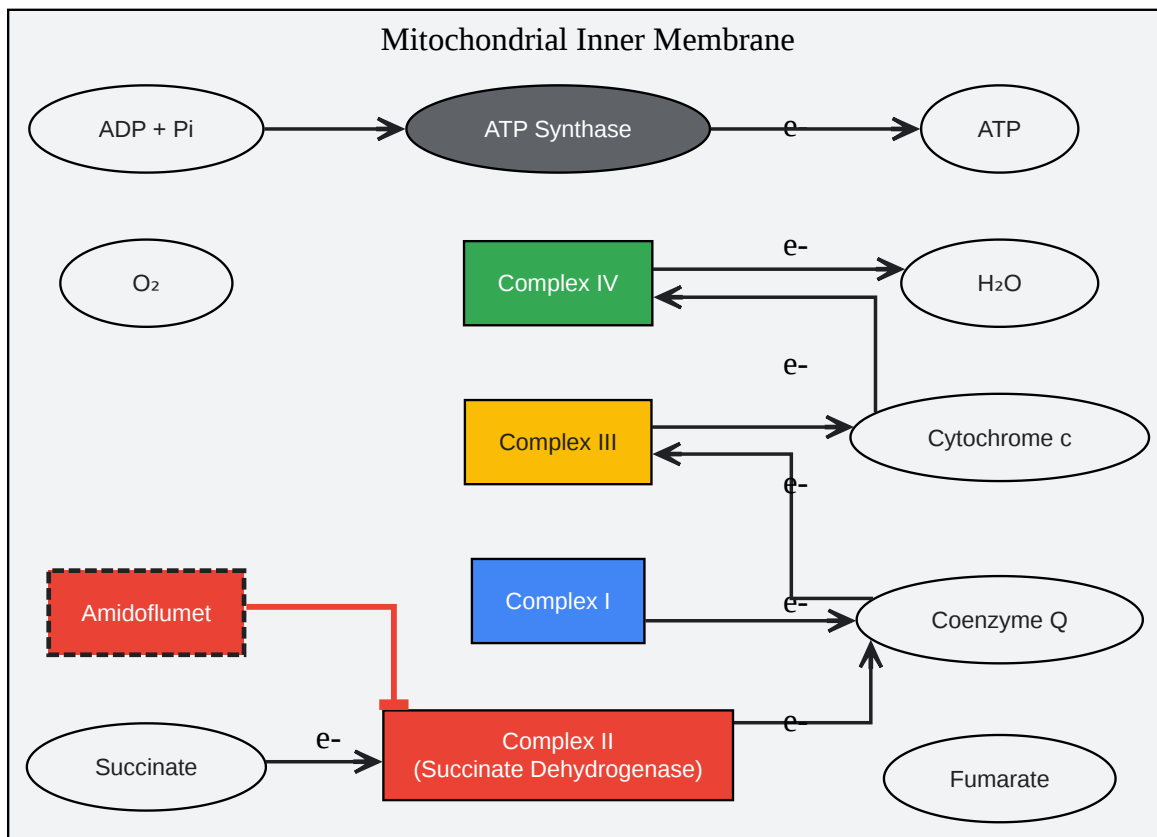 Mitochondrial Inner Membrane
ADP + Pi
ATP Synthase
e-
ATP
O₂
Complex IV
e-
H₂O
e-
Complex III
Cytochrome c
e-
Amidoflumet
Complex I
e-
Coenzyme Q
Succinate
e-
Complex II
(Succinate Dehydrogenase)
e-
Fumarate